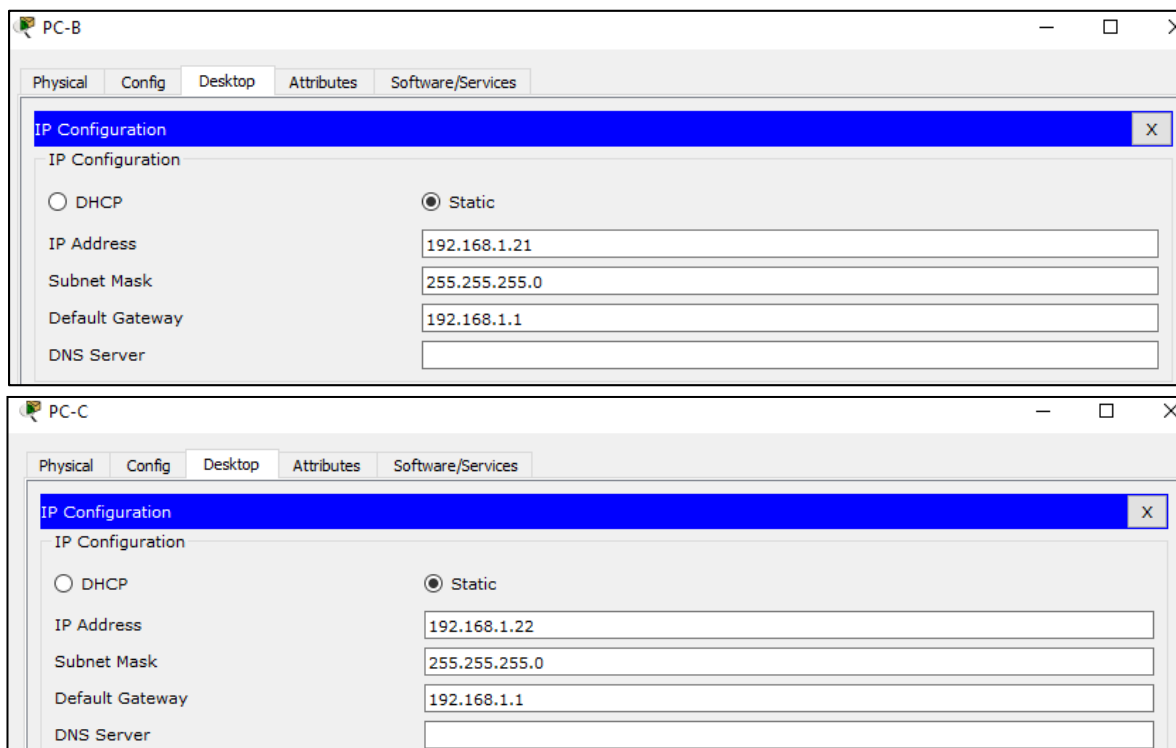 PC-B
Physical Config Desktop Attributes Software/Services
IP Configuration X
IP Configuration
DHCP Static
IP Address 192.168.1.21
Subnet Mask 255.255.255.0
Default Gateway 192.168.1.1
DNS Server
PC-C
Physical Config Desktop Attributes Software/Services
IP Configuration X
IP Configuration
DHCP Static
IP Address 192.168.1.22
Subnet Mask 255.255.255.0
Default Gateway 192.168.1.1
DNS Server